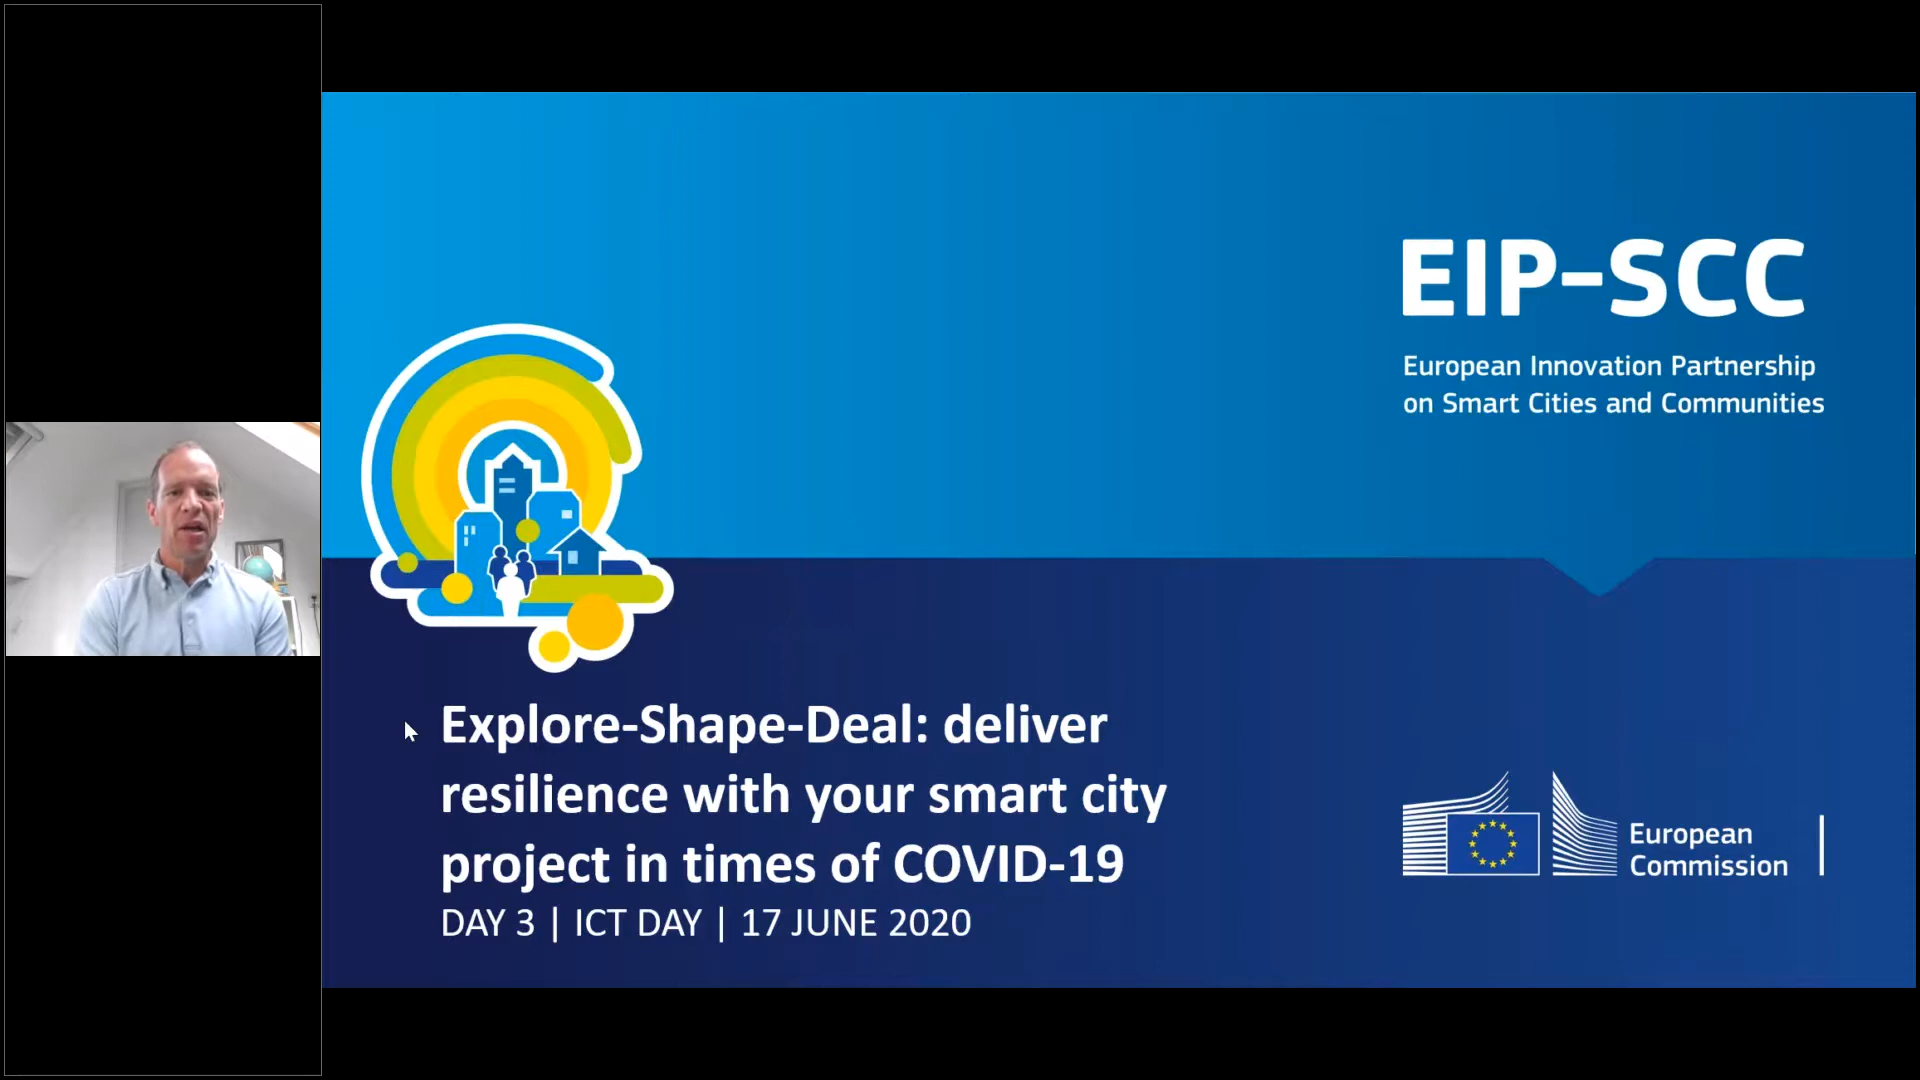 EIP-SCC
European Innovation Partnership
on Smart Cities and Communities
Explore-Shape-Deal: deliver
resilience with your smart city
project in times of COVID-19
DAY 3 | ICT DAY | 17 JUNE 2020
European
Commission